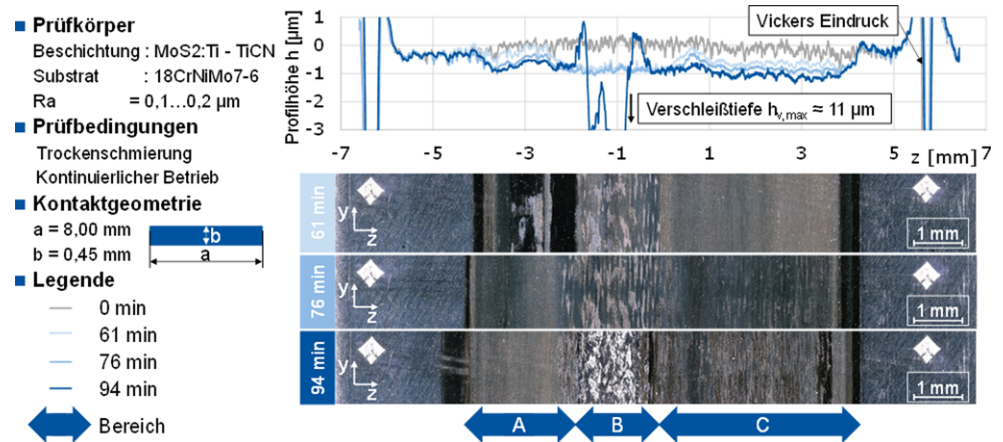 Prüfkörper
Beschichtung : MoS2:Ti - TiCN
Substrat : 18CrNiMo7-6
Ra = 0,1...0,2 µm
Prüfbedingungen
Trockenschmierung
Kontinuierlicher Betrieb
Kontaktgeometrie
a = 8,00 mm
b = 0,45 mm
b
a
Legende
0 min
61 min
76 min
94 min
Bereich
Profilhöhe h [µm]
1
0
-1
-2
-3
Vickers Eindruck
Verschleißtiefe hv,max ≈ 11 µm
-7 -5 -3 -1 1 3 5 z [mm] 7
61 min
y
z
1 mm
76 min
y
z
1 mm
94 min
y
z
1 mm
A B C